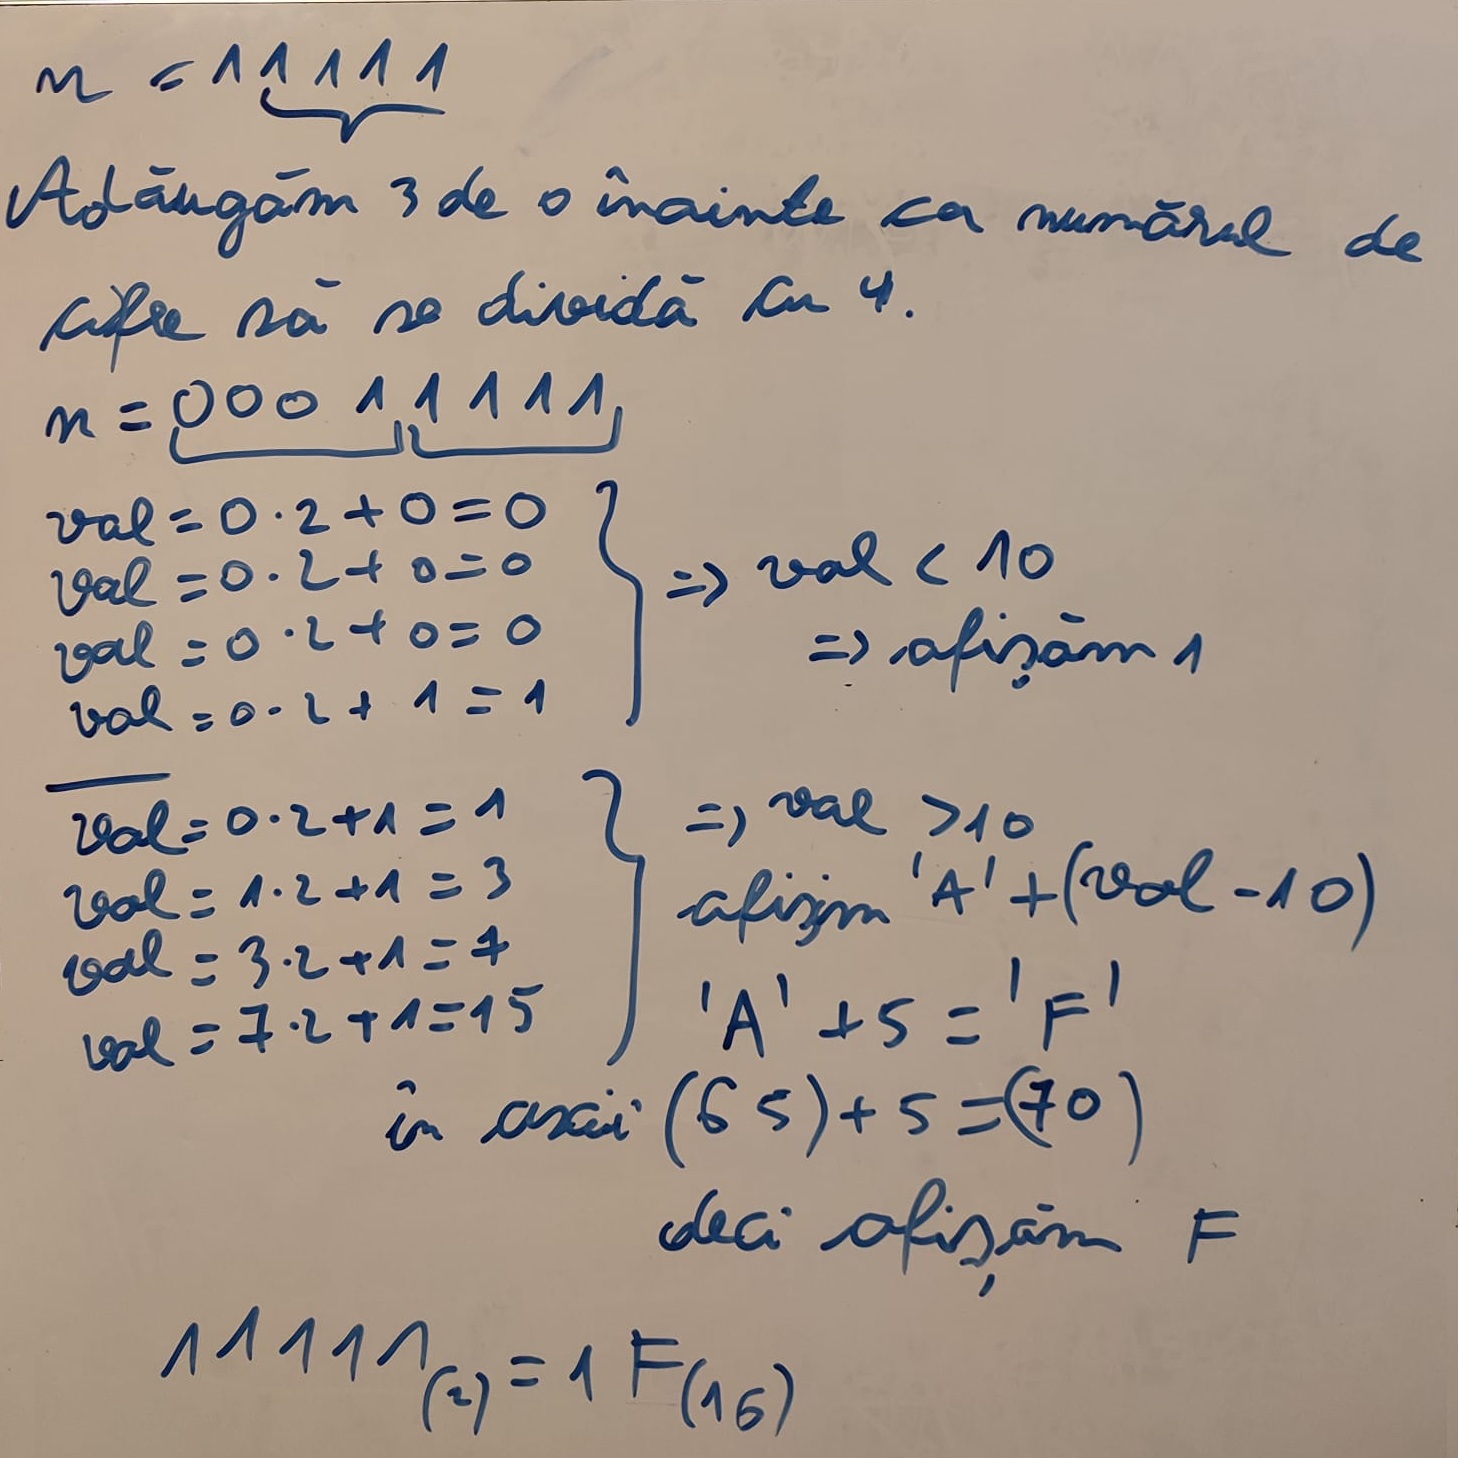 n = 11111
Adăugăm 3 de 0 înainte ca numărul de
cifre să se dividă cu 4.
n = 000 1 1111
val = 0·2+0=0
val = 0·2+0=0
val = 0·2+0=0
val = 0·2+1=1
=> val < 10
=> afișăm 1
val = 0·2+1=1
val = 1·2+1=3
val = 3·2+1=7
val = 7·2+1=15
=> val >10
afișăm 'A' + (val -10)
'A' +5 = 'F'
în ascii (65)+5=(70)
deci afișăm F
11111(2) = 1F(16)